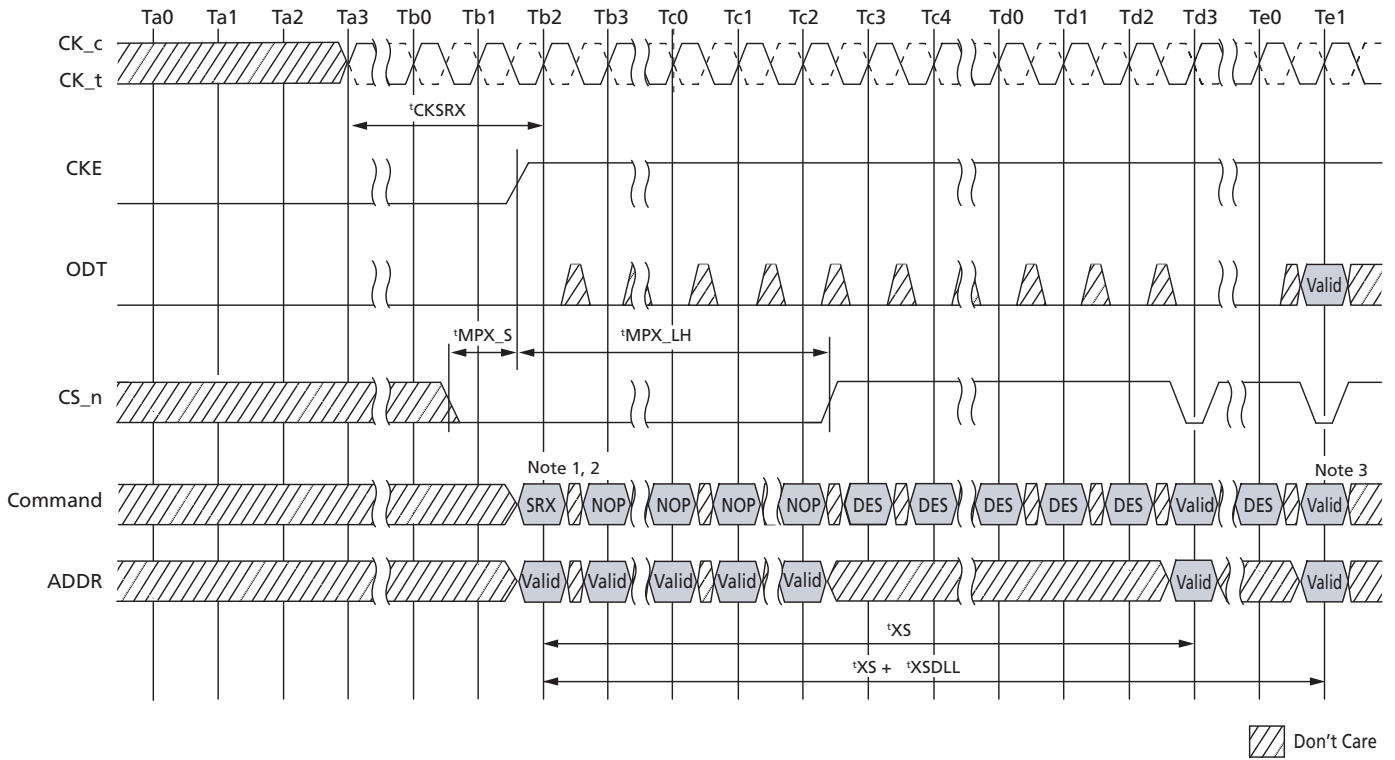 Ta0 Ta1 Ta2 Ta3 Tb0 Tb1 Tb2 Tb3 Tc0 Tc1 Tc2 Tc3 Tc4 Td0 Td1 Td2 Td3 Te0 Te1
CK_c
CK_t
tCKSRX
CKE
ODT
Valid
tMPX_S
tMPX_LH
CS_n
Note 1, 2
Note 3
Command
SRX NOP NOP NOP NOP DES DES DES DES DES Valid DES Valid
ADDR
Valid Valid Valid Valid Valid Valid Valid
tXS
tXS + tXSDLL
Don't Care